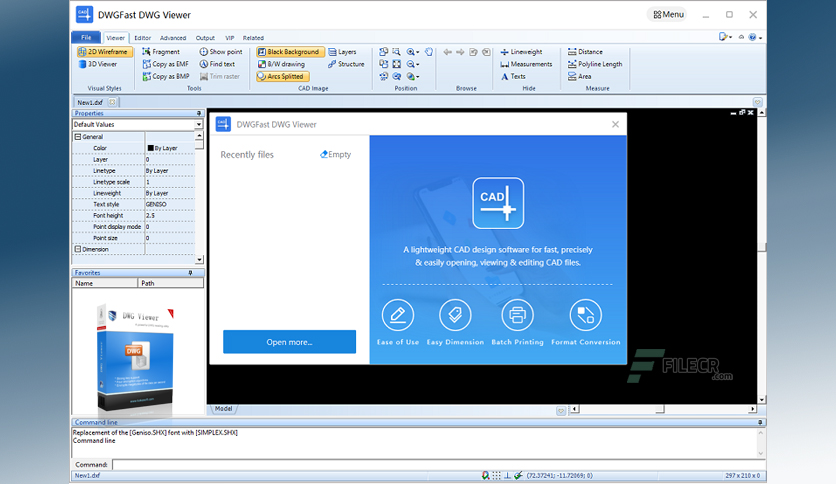 DWGFast DWG Viewer
Menu
File Viewer Editor Advanced Output VIP Related
2D Wireframe
3D Viewer
Visual Styles
Fragment
Copy as EMF
Copy as BMP
Show point
Find text
Trim raster
Tools
Black Background
B/W drawing
Arcs Splitted
Layers
Structure
CAD Image
Position
Browse
Lineweight
Measurements
Texts
Hide
Distance
Polyline Length
Area
Measure
New1.dxf
Properties
Default Values
General
Color By Layer
Layer 0
Linetype By Layer
Linetype scale 1
Lineweight By Layer
Text style GENISO
Font height 2.5
Point display mode 0
Point size 0
Dimension
Favorites
Name Path
DWG Viewer
DWG
DWGFast DWG Viewer
Recently files
Empty
Open more...
CAD
A lightweight CAD design software for fast, precisely
& easily opening, viewing & editing CAD files.
Ease of Use Easy Dimension Batch Printing Format Conversion
FILECR
.com
Model
Command line
Replacement of the [Geniso.SHX] font with [SIMPLEX.SHX]
Command line
Command:
New1.dxf
(72.37241; -11.72069; 0)
297 x 210 x 0